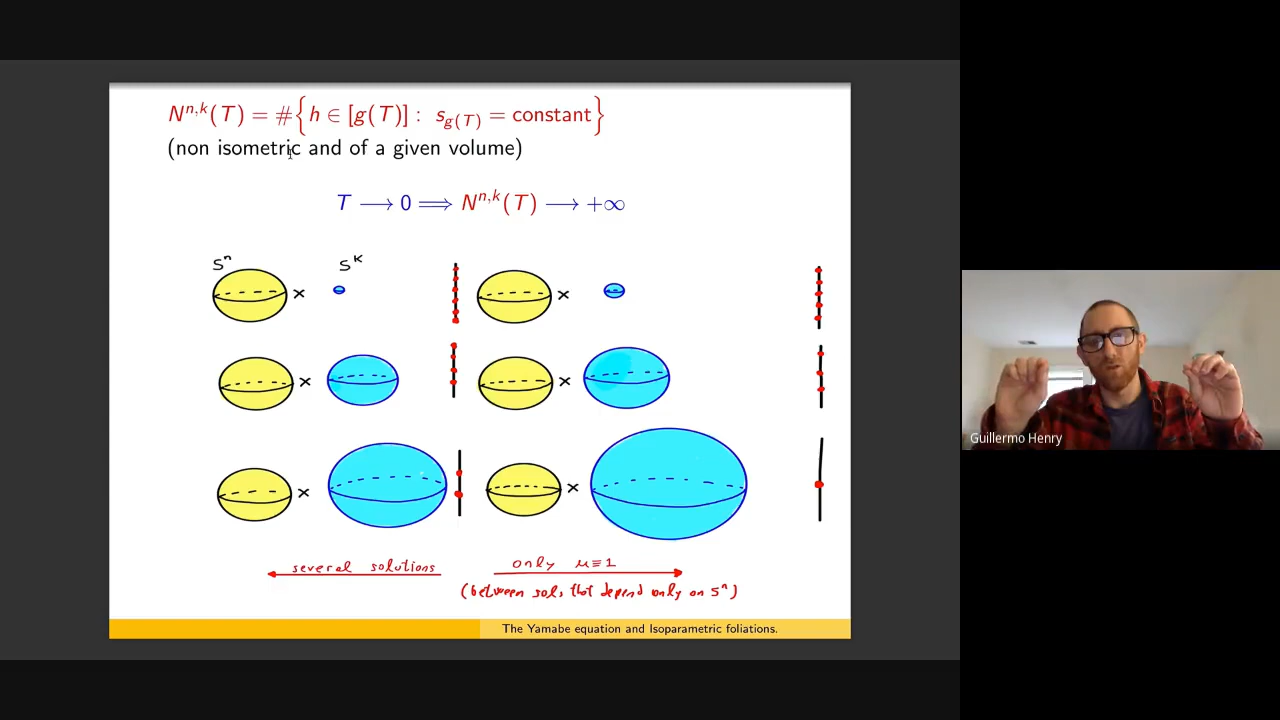 N^{n,k}(T) = #{h ∈ [g(T)] : s_{g(T)} = constant}
(non isometric and of a given volume)
T ⟶ 0 ⟹ N^{n,k}(T) ⟶ +∞
S^n S^k
× ×
× ×
× ×
several solutions only u≡1
(between sols that depend only on S^n)
The Yamabe equation and Isoparametric foliations.
Guillermo Henry